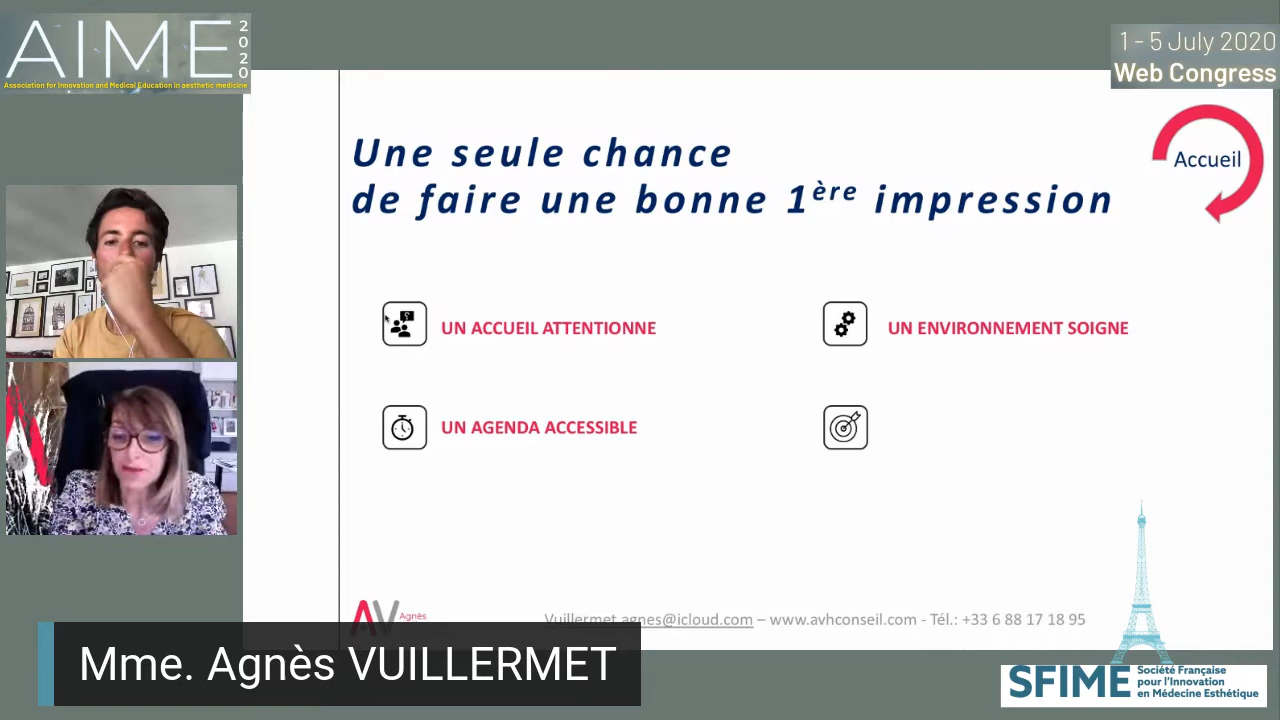 AIME
2020
Association for Innovation and Medical Education in aesthetic medicine
1 - 5 July 2020
Web Congress
Une seule chance
de faire une bonne 1ère impression
Accueil
UN ACCUEIL ATTENTIONNE
UN ENVIRONNEMENT SOIGNE
UN AGENDA ACCESSIBLE
AV Agnès
Vuillermet.agnes@icloud.com – www.avhconseil.com - Tél.: +33 6 88 17 18 95
Mme. Agnès VUILLERMET
SFIME
Société Française
pour l'Innovation
en Médecine Esthétique